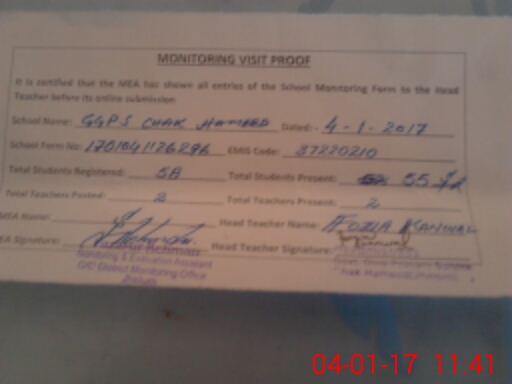 MONITORING VISIT PROOF
It is certified that the MEA has shown all entries of the School Monitoring Form to the Head
Teacher before its online submission
School Name: GGPS CHAK HAMEED Dated: 4-1-2017
School Form No: EMIS Code: 37220210
Total Students Registered: 58 Total Students Present: 55
Total Teachers Posted: 2 Total Teachers Present: 2
MEA Name: Head Teacher Name: FOZIA KANWAL
MEA Signature: Head Teacher Signature:
Monitoring & Evaluation Assistant
O/O District Monitoring Office
Chak Hameed
04-01-17 11:41